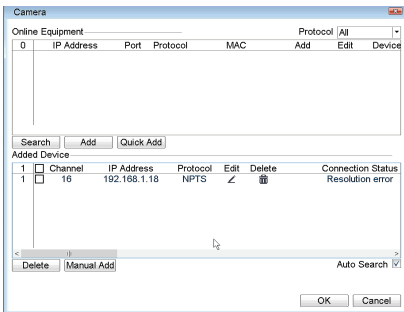 Camera
Online Equipment Protocol All
0 IP Address Port Protocol MAC Add Edit Device
Search Add Quick Add
Added Device
1 Channel IP Address Protocol Edit Delete Connection Status
1 16 192.168.1.18 NPTS Resolution error
Delete Manual Add Auto Search
OK Cancel